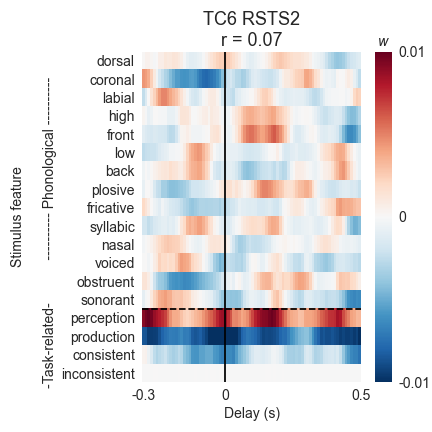 TC6 RSTS2
r = 0.07
w
dorsal
coronal
labial
high
front
low
back
plosive
fricative
syllabic
nasal
voiced
obstruent
sonorant
perception
production
consistent
inconsistent
Stimulus feature
---------- Phonological ----------
-Task-related-
0.01
0
-0.01
-0.3
0
0.5
Delay (s)